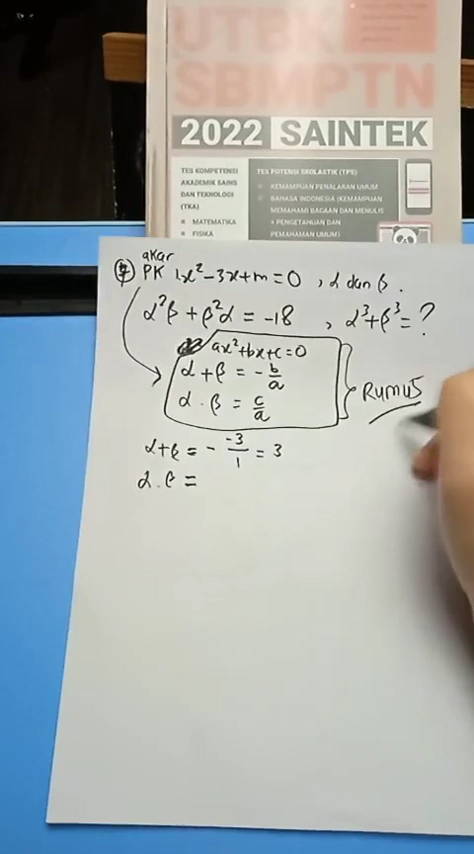 UTBK
SBMPTN
2022 SAINTEK
TES KOMPETENSI
AKADEMIK SAINS
DAN TEKNOLOGI
(TKA)
MATEMATIKA
FISIKA
TES POTENSI SKOLASTIK (TPS)
KEMAMPUAN PENALARAN UMUM
BAHASA INDONESIA (KEMAMPUAN
MEMAHAMI BACAAN DAN MENULIS
+ PENGETAHUAN DAN
PEMAHAMAN UMUM)
akar
PK 1x² - 3x + m = 0 , α dan β.
α²β + β²α = -18 , α³ + β³ = ?
ax² + bx + c = 0
α + β = - b/a
α . β = c/a
Rumus
α + β = - -3/1 = 3
α . β =